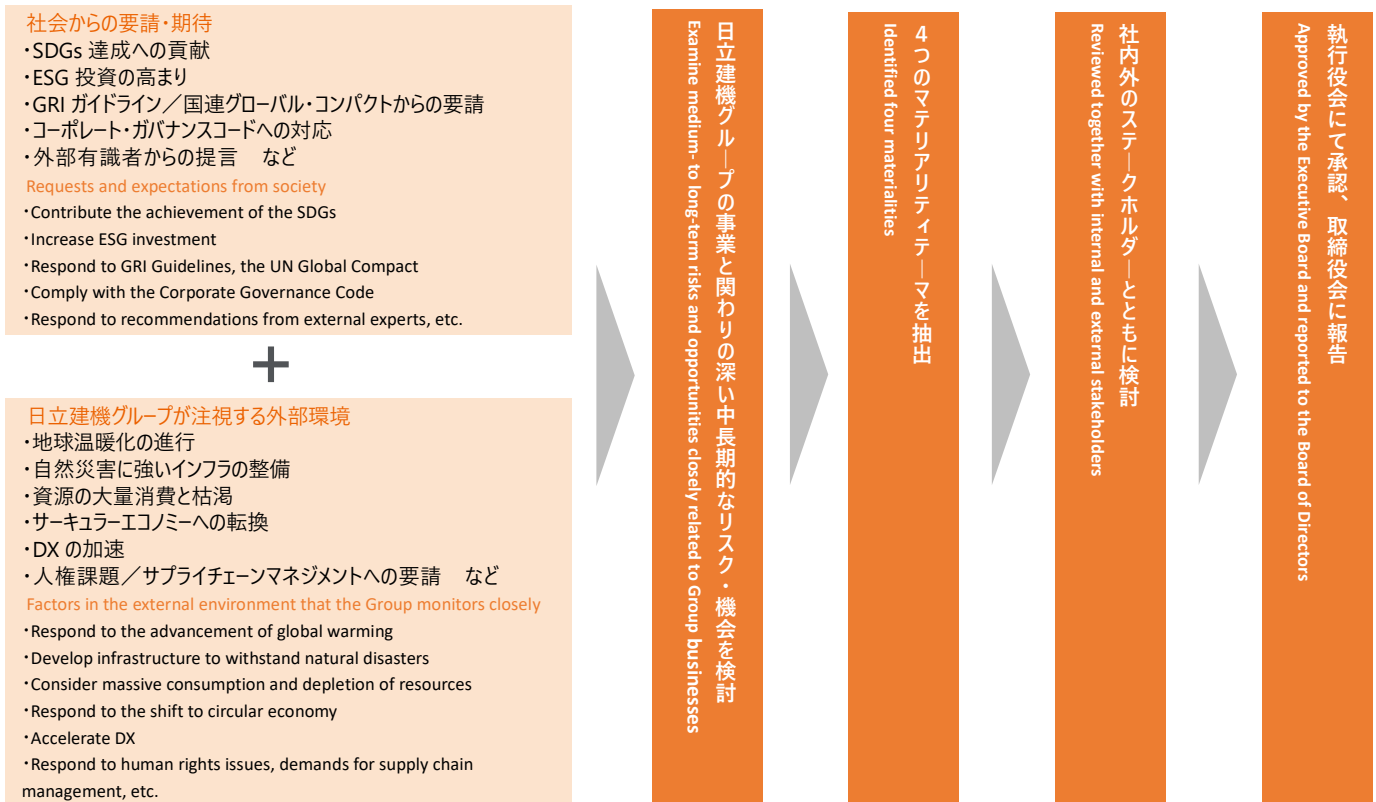 社会からの要請・期待
・SDGs 達成への貢献
・ESG 投資の高まり
・GRI ガイドライン／国連グローバル・コンパクトからの要請
・コーポレート・ガバナンスコードへの対応
・外部有識者からの提言　など
Requests and expectations from society
・Contribute the achievement of the SDGs
・Increase ESG investment
・Respond to GRI Guidelines, the UN Global Compact
・Comply with the Corporate Governance Code
・Respond to recommendations from external experts, etc.
+
日立建機グループが注視する外部環境
・地球温暖化の進行
・自然災害に強いインフラの整備
・資源の大量消費と枯渇
・サーキュラーエコノミーへの転換
・DX の加速
・人権課題／サプライチェーンマネジメントへの要請　など
Factors in the external environment that the Group monitors closely
・Respond to the advancement of global warming
・Develop infrastructure to withstand natural disasters
・Consider massive consumption and depletion of resources
・Respond to the shift to circular economy
・Accelerate DX
・Respond to human rights issues, demands for supply chain
management, etc.
日立建機グループの事業と関わりの深い中長期的なリスク・機会を検討
Examine medium- to long-term risks and opportunities closely related to Group businesses
４つのマテリアリティテーマを抽出
Identified four materialities
社内外のステークホルダーとともに検討
Reviewed together with internal and external stakeholders
執行役会にて承認、取締役会に報告
Approved by the Executive Board and reported to the Board of Directors